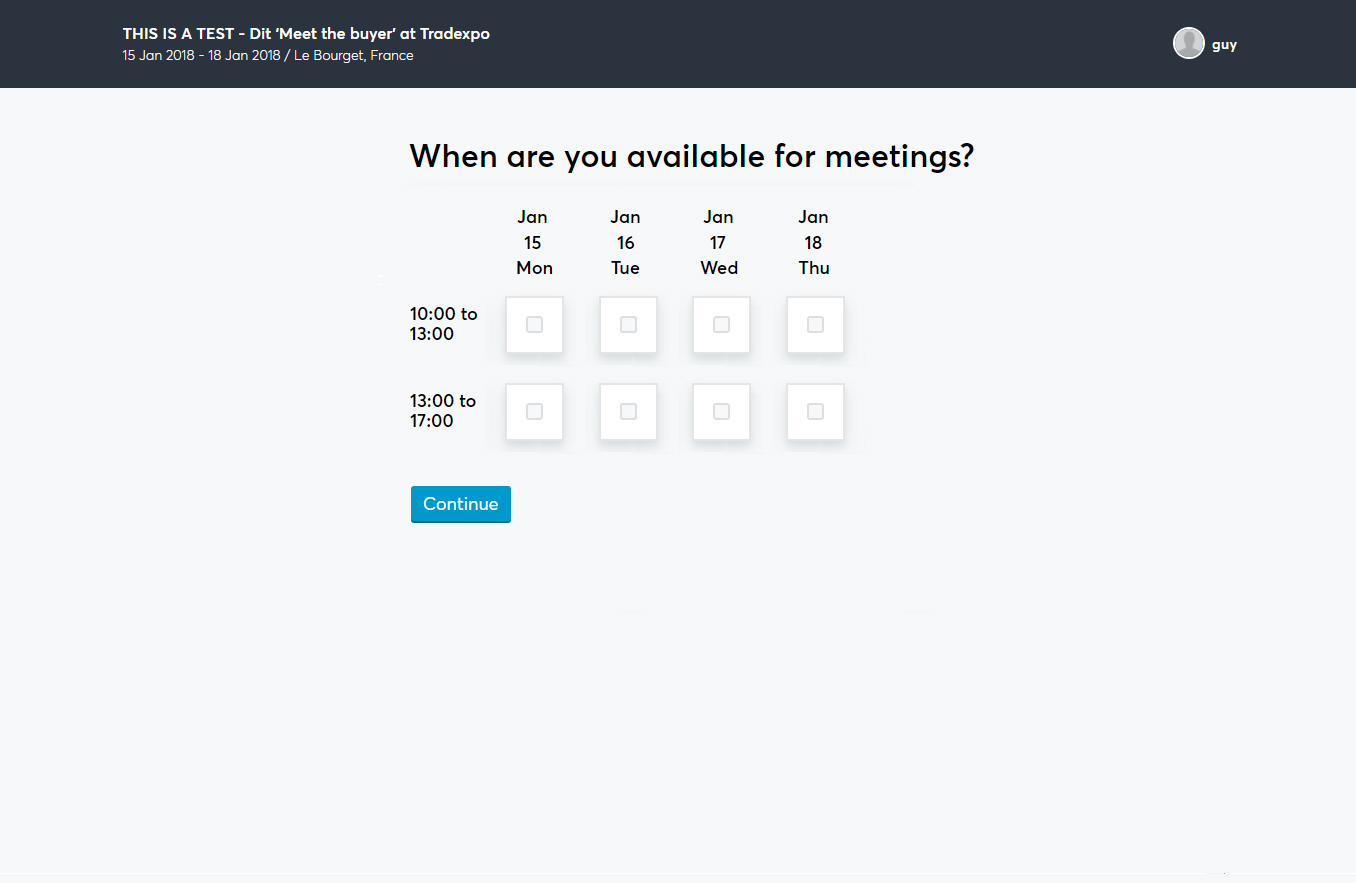 THIS IS A TEST - Dit ‘Meet the buyer’ at Tradexpo
15 Jan 2018 - 18 Jan 2018 / Le Bourget, France
guy
When are you available for meetings?
Jan Jan Jan Jan
15 16 17 18
Mon Tue Wed Thu
10:00 to
13:00
13:00 to
17:00
Continue